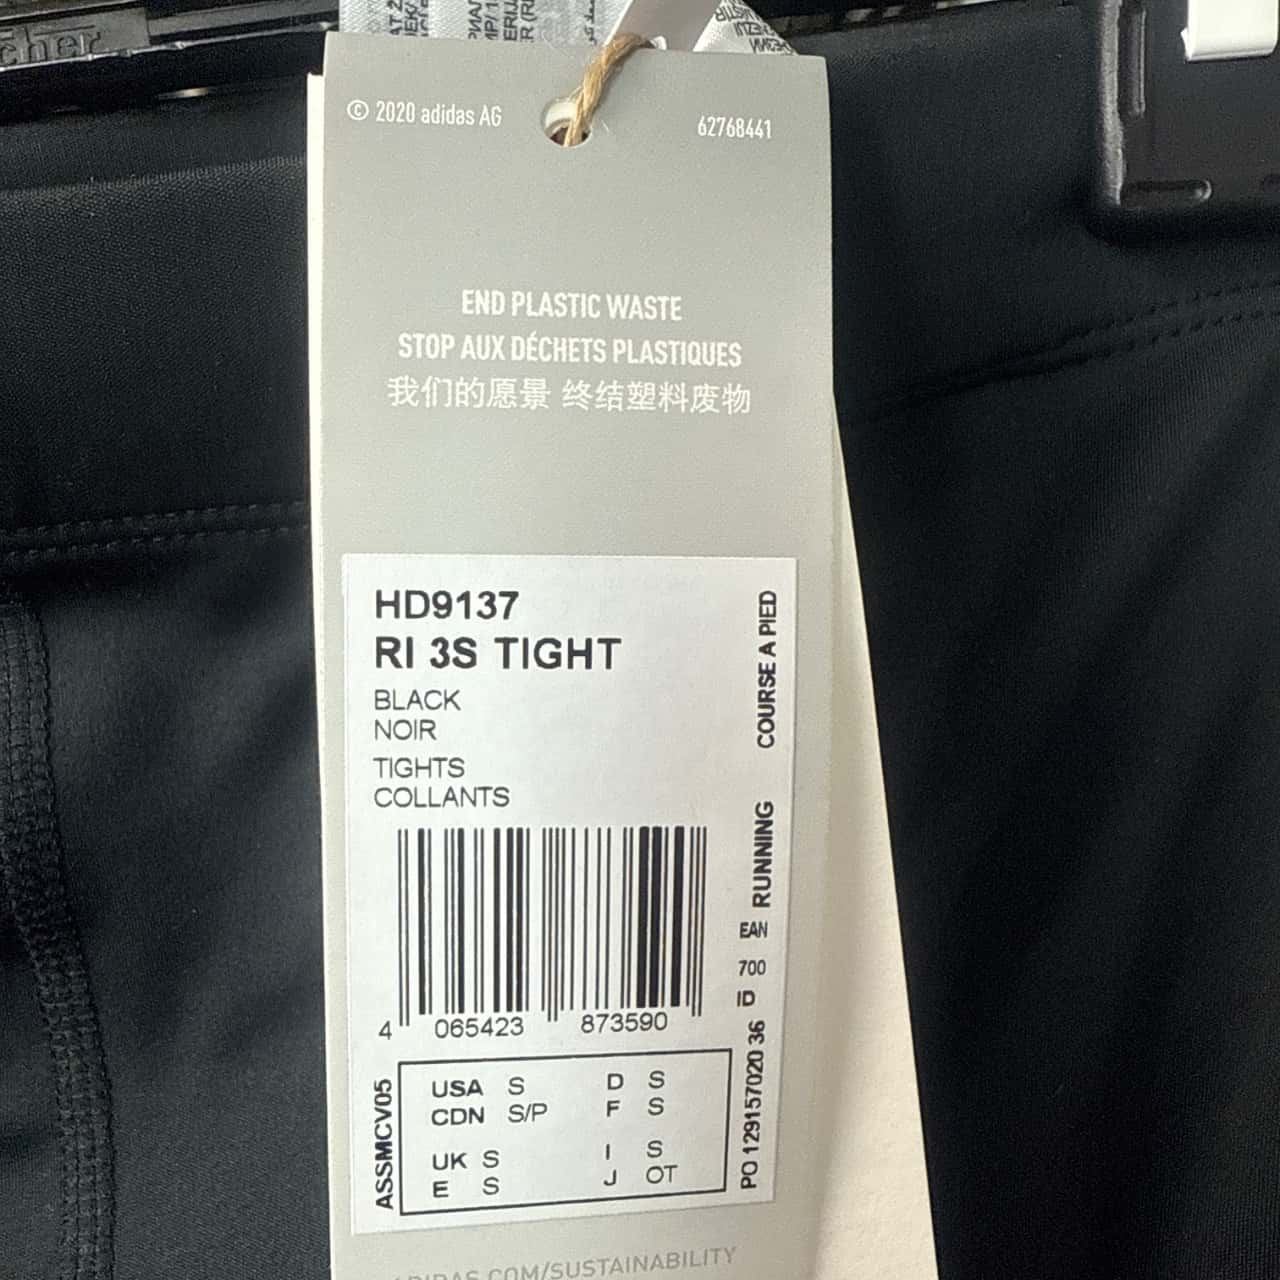 cher
© 2020 adidas AG
62768441
END PLASTIC WASTE
STOP AUX DÉCHETS PLASTIQUES
我们的愿景 终结塑料废物
HD9137
RI 3S TIGHT
BLACK
NOIR
TIGHTS
COLLANTS
RUNNING COURSE A PIED
EAN
700
ID
PO 129157020 36
4 065423 873590
ASSMCV05
USA S D S
CDN S/P F S
UK S I S
E S J OT
ADIDAS.COM/SUSTAINABILITY